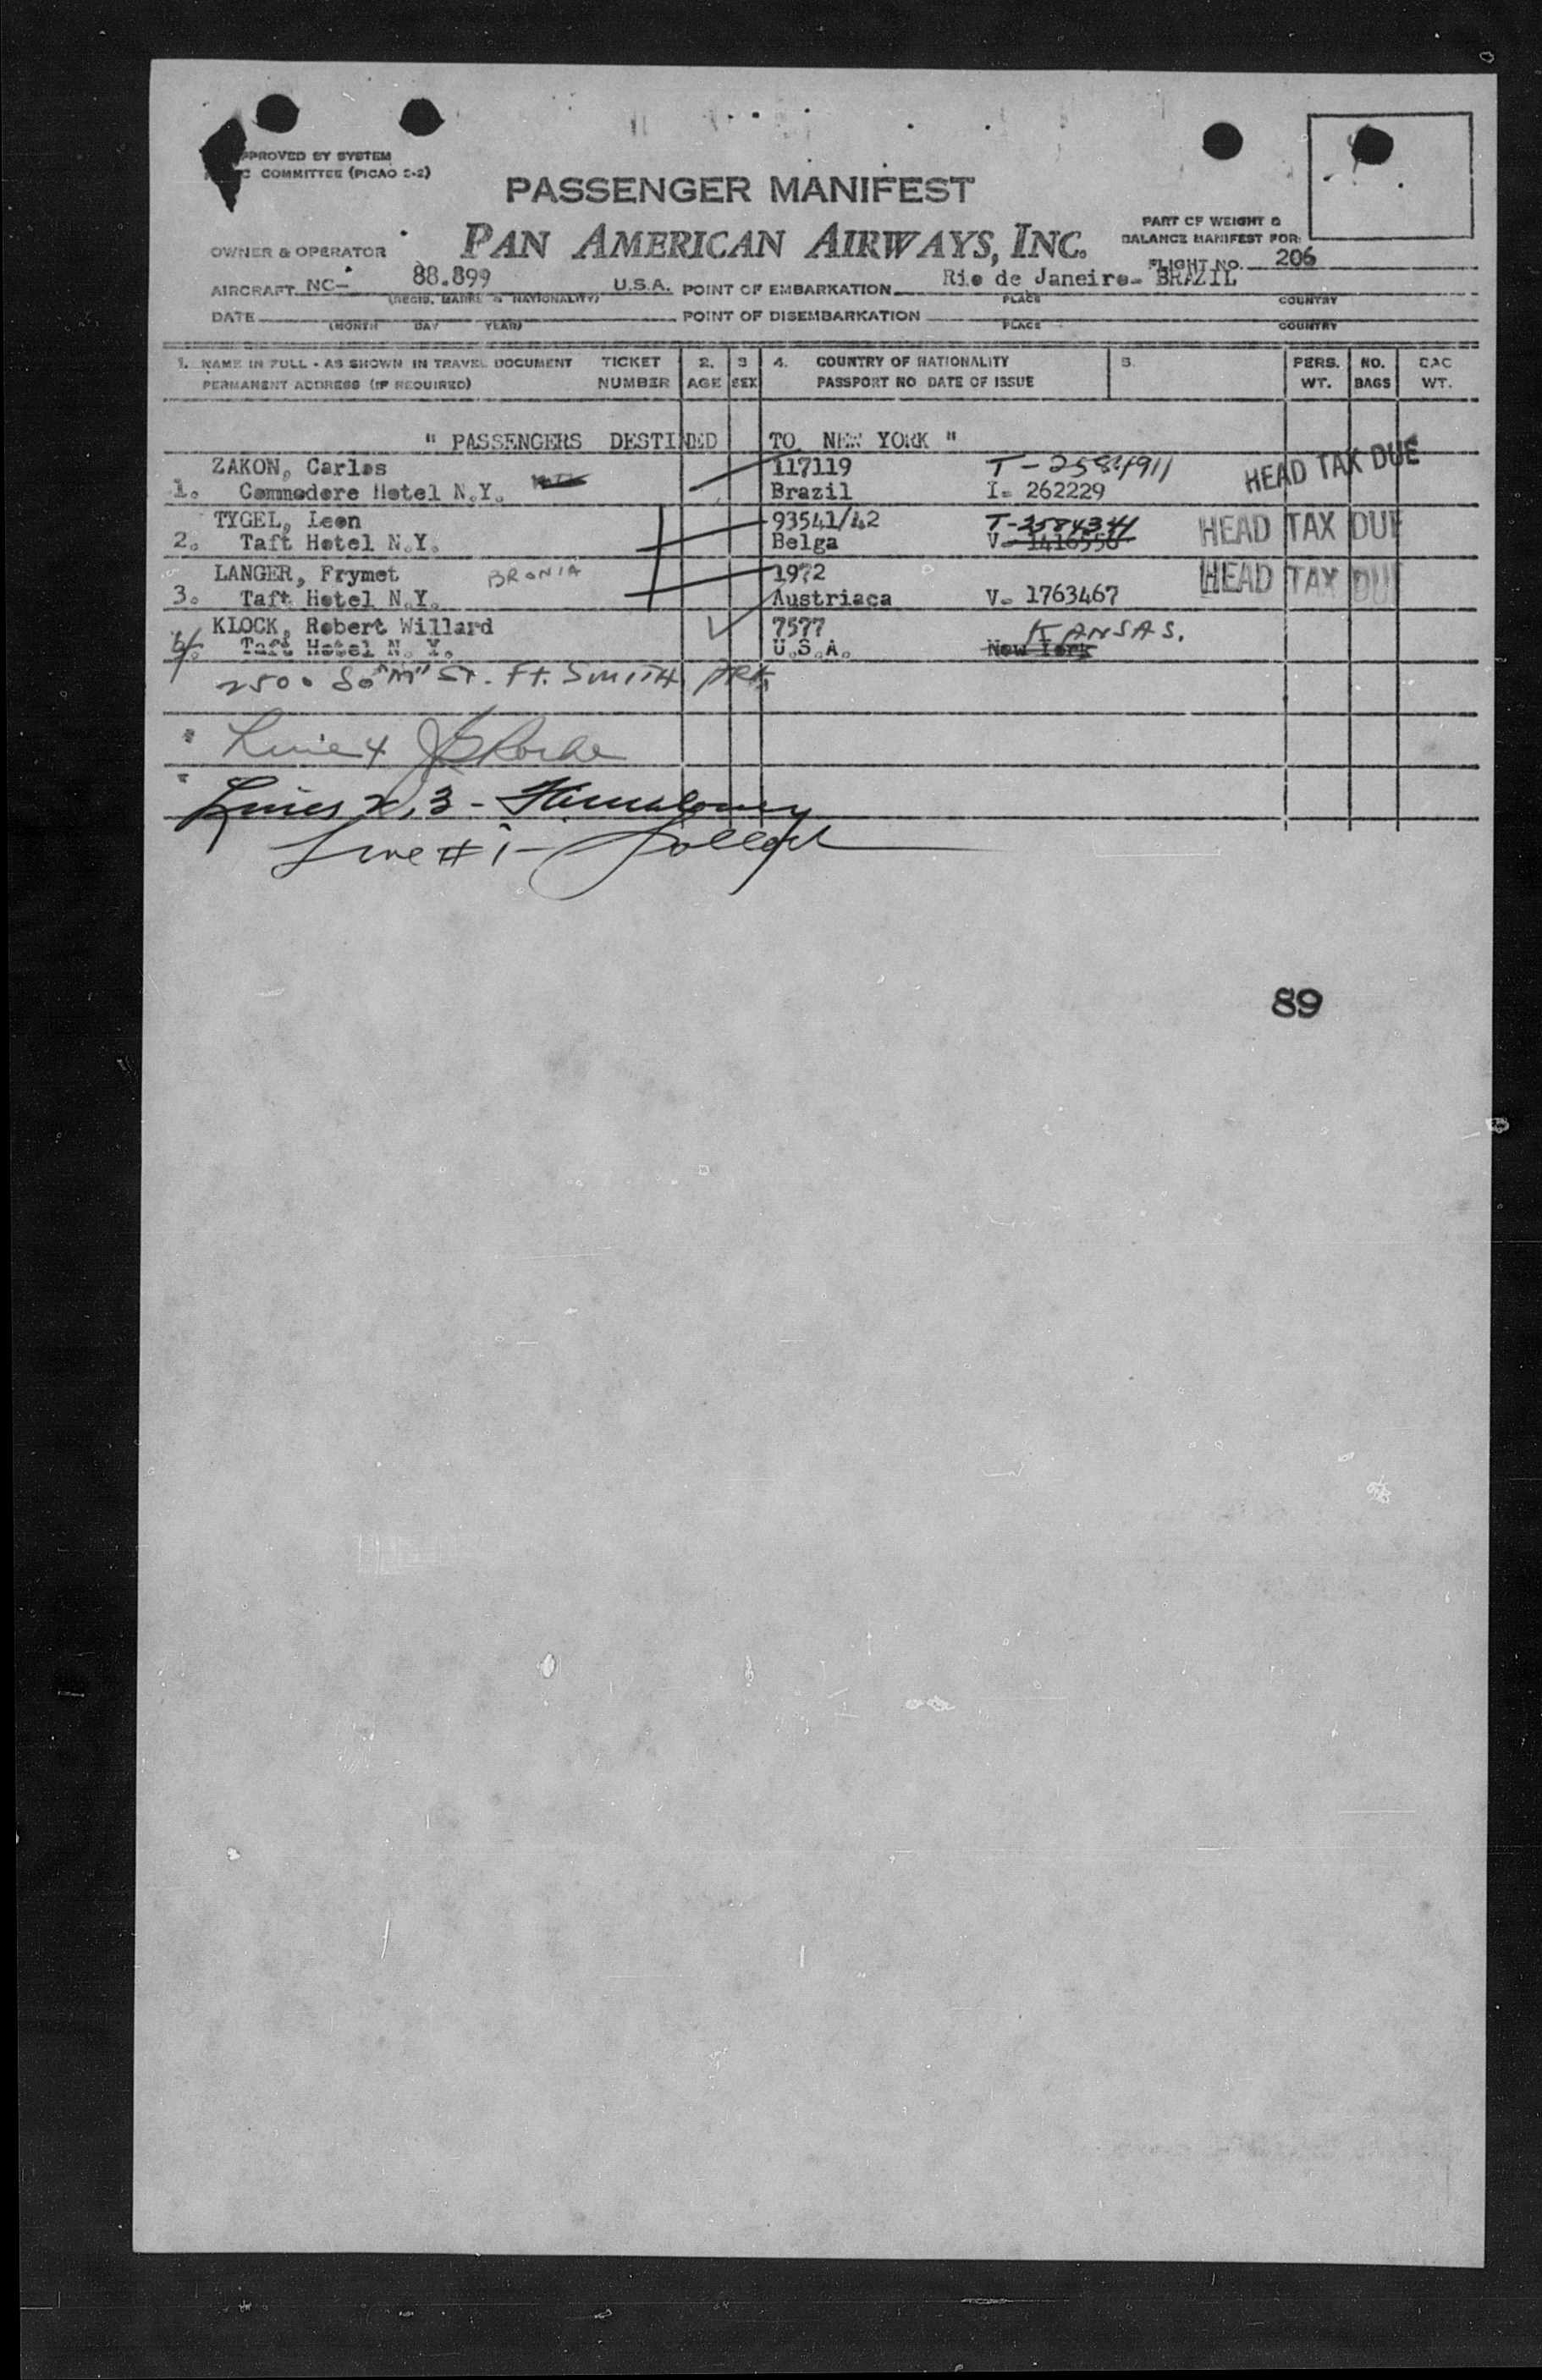 APPROVED BY SYSTEM
COMMITTEE (PICAO 2-2)
PASSENGER MANIFEST
PART OF WEIGHT &
BALANCE MANIFEST FOR:
OWNER & OPERATOR PAN AMERICAN AIRWAYS, INC.
FLIGHT NO. 206
AIRCRAFT NC- 88.899 U.S.A. POINT OF EMBARKATION Rio de Janeiro- BRAZIL
(REGIS. MARKS & NATIONALITY) PLACE COUNTRY
DATE POINT OF DISEMBARKATION
(MONTH DAY YEAR) PLACE COUNTRY
1. NAME IN FULL - AS SHOWN IN TRAVEL DOCUMENT TICKET 2. 3 4. COUNTRY OF NATIONALITY 5. PERS. NO. BAG
PERMANENT ADDRESS (IF REQUIRED) NUMBER AGE SEX PASSPORT NO DATE OF ISSUE WT. BAGS WT.
" PASSENGERS DESTINED TO NEW YORK "
ZAKON, Carlos 117119 T-2584911 HEAD TAX DUE
1. Commodore Hotel N.Y. Brazil I- 262229
TYGEL, Leon 93541/42 T-2584341 HEAD TAX DUE
2. Taft Hotel N.Y. Belga V- 1416556
LANGER, Frymet BRONIA 1972 HEAD TAX DUE
3. Taft Hotel N.Y. Austriaca V- 1763467
KLOCK, Robert Willard 7577 KANSAS.
4. Taft Hotel N. Y. U.S.A. New York
2500 So "M" ST. FT. SMITH, ARK.
Line 4
Lines 2, 3 -
Line #1 -
89